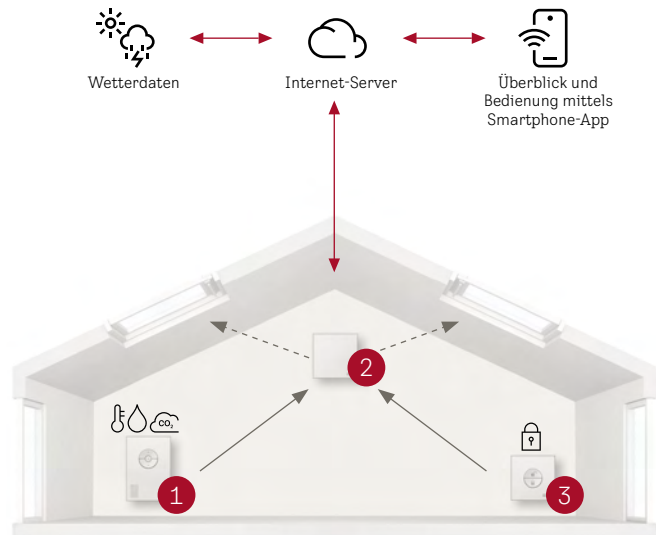 Wetterdaten
Internet-Server
Überblick und
Bedienung mittels
Smartphone-App
2
CO₂
1
3